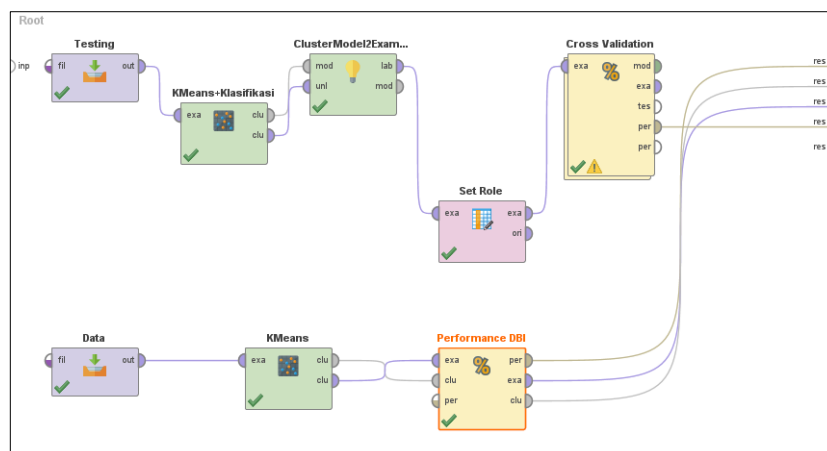 Root
Testing
ClusterModel2Exam...
Cross Validation
inp
fil
out
mod
lab
exa
mod
res
KMeans+Klasifikasi
unl
mod
exa
res
exa
clu
tes
res
clu
per
res
per
res
Set Role
exa
exa
ori
Data
KMeans
Performance DBI
fil
out
exa
clu
exa
per
clu
clu
exa
per
clu